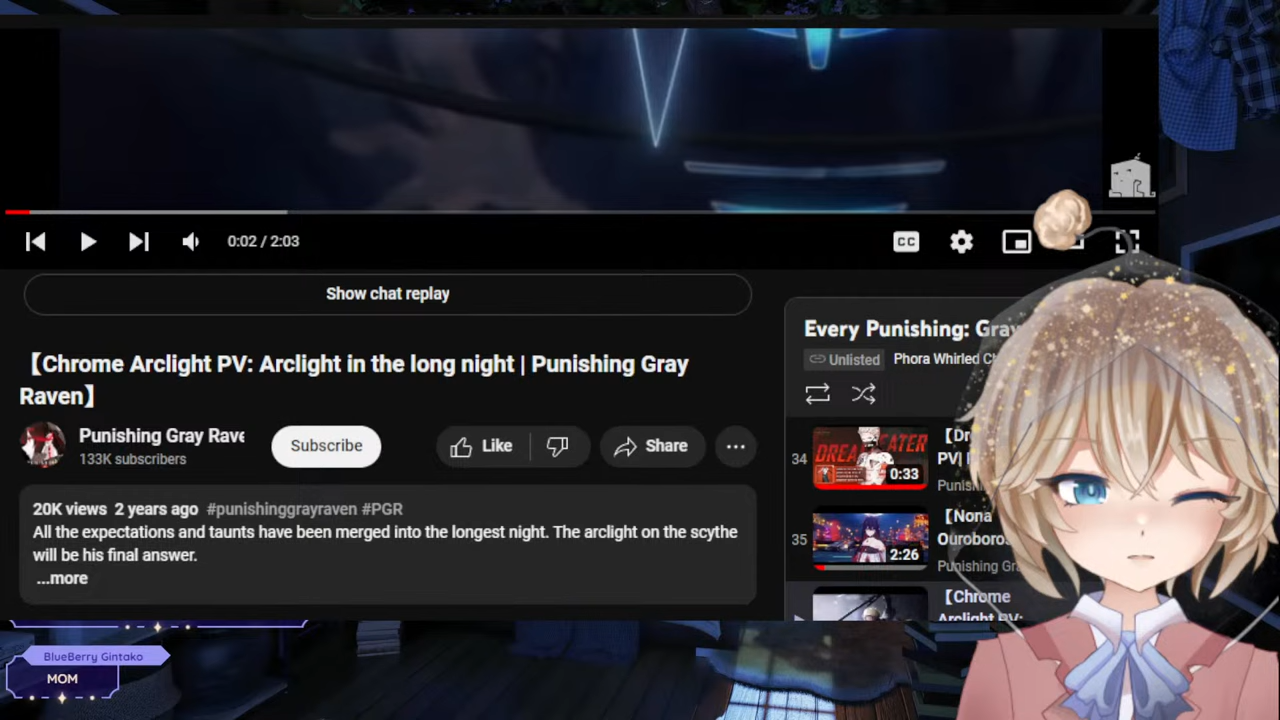 0:02 / 2:03
CC
Show chat replay
【Chrome Arclight PV: Arclight in the long night | Punishing Gray
Raven】
Punishing Gray Rave
133K subscribers
Subscribe
Like
Share
20K views 2 years ago #punishinggrayraven #PGR
All the expectations and taunts have been merged into the longest night. The arclight on the scythe
will be his final answer.
...more
Every Punishing: Gray
Unlisted
Phora Whirled
34
DREAMEATER
0:33
【Dr
PV|
Punishin
35
2:26
【Nona
Ouroboro
Punishing Gr
【Chrome
Arclight PV:
BlueBerry Gintako
MOM